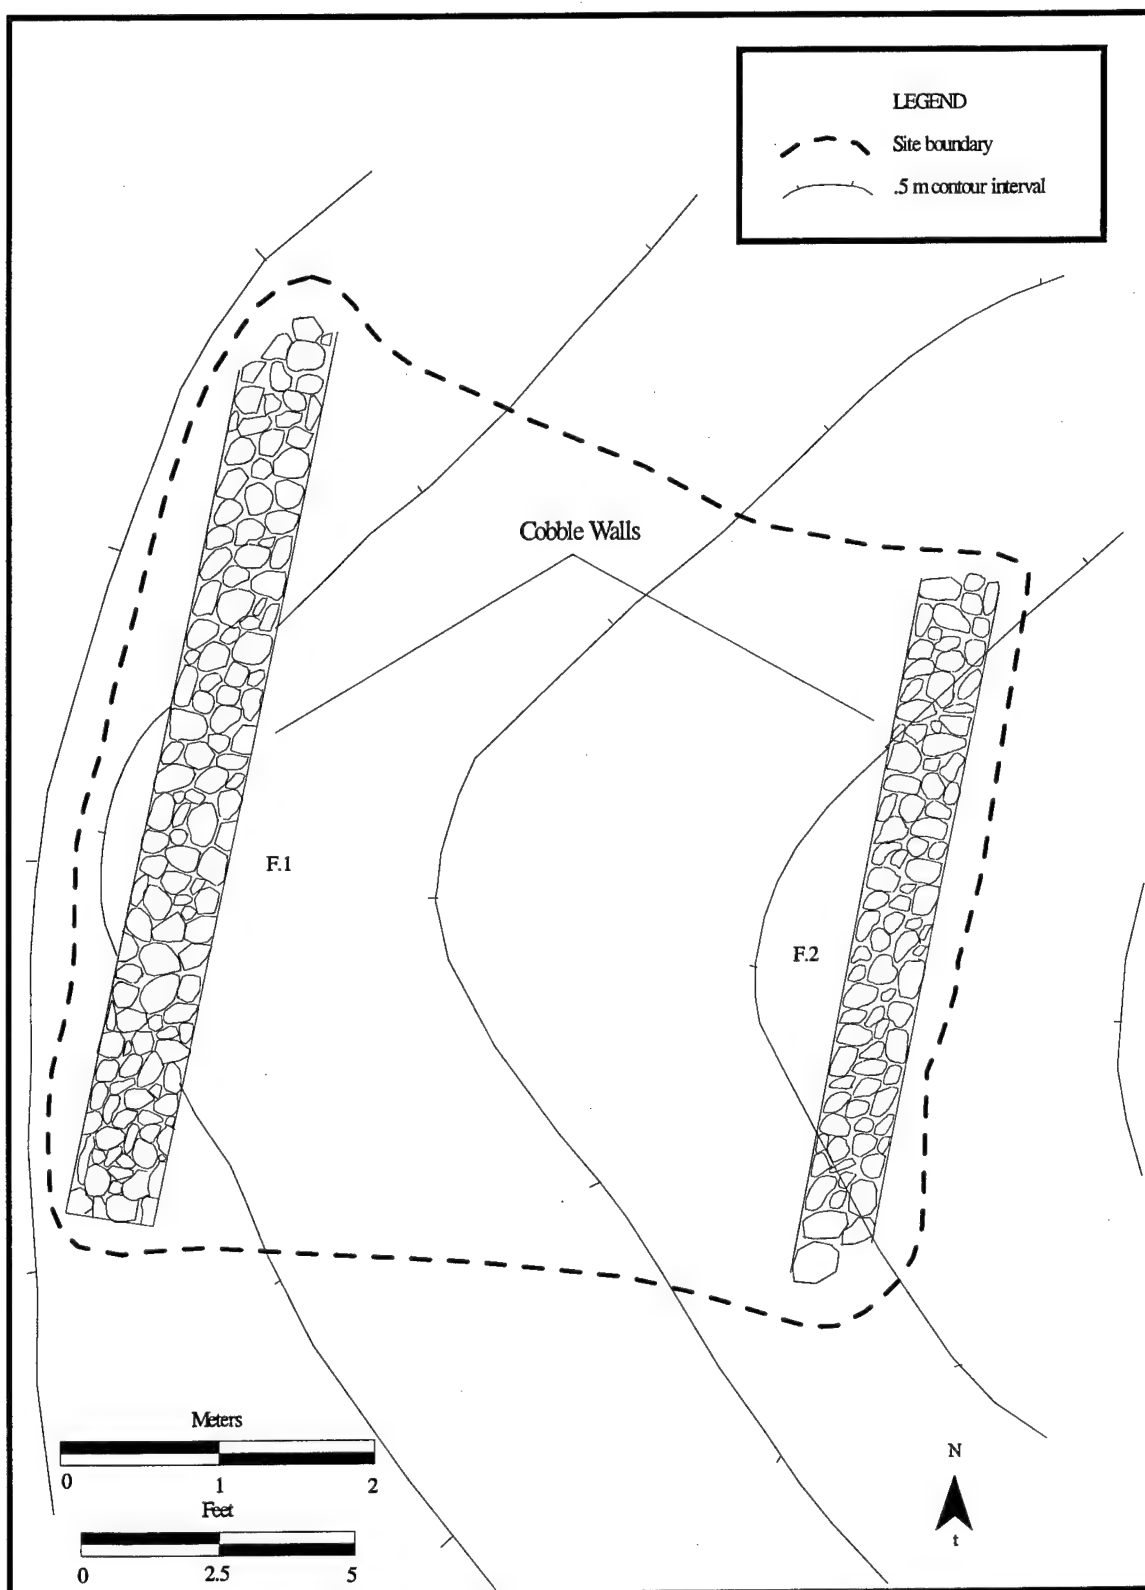 LEGEND
Site boundary
.5 m contour interval
Cobble Walls
F.1
F.2
Meters
0 1 2
Feet
0 2.5 5
N
t